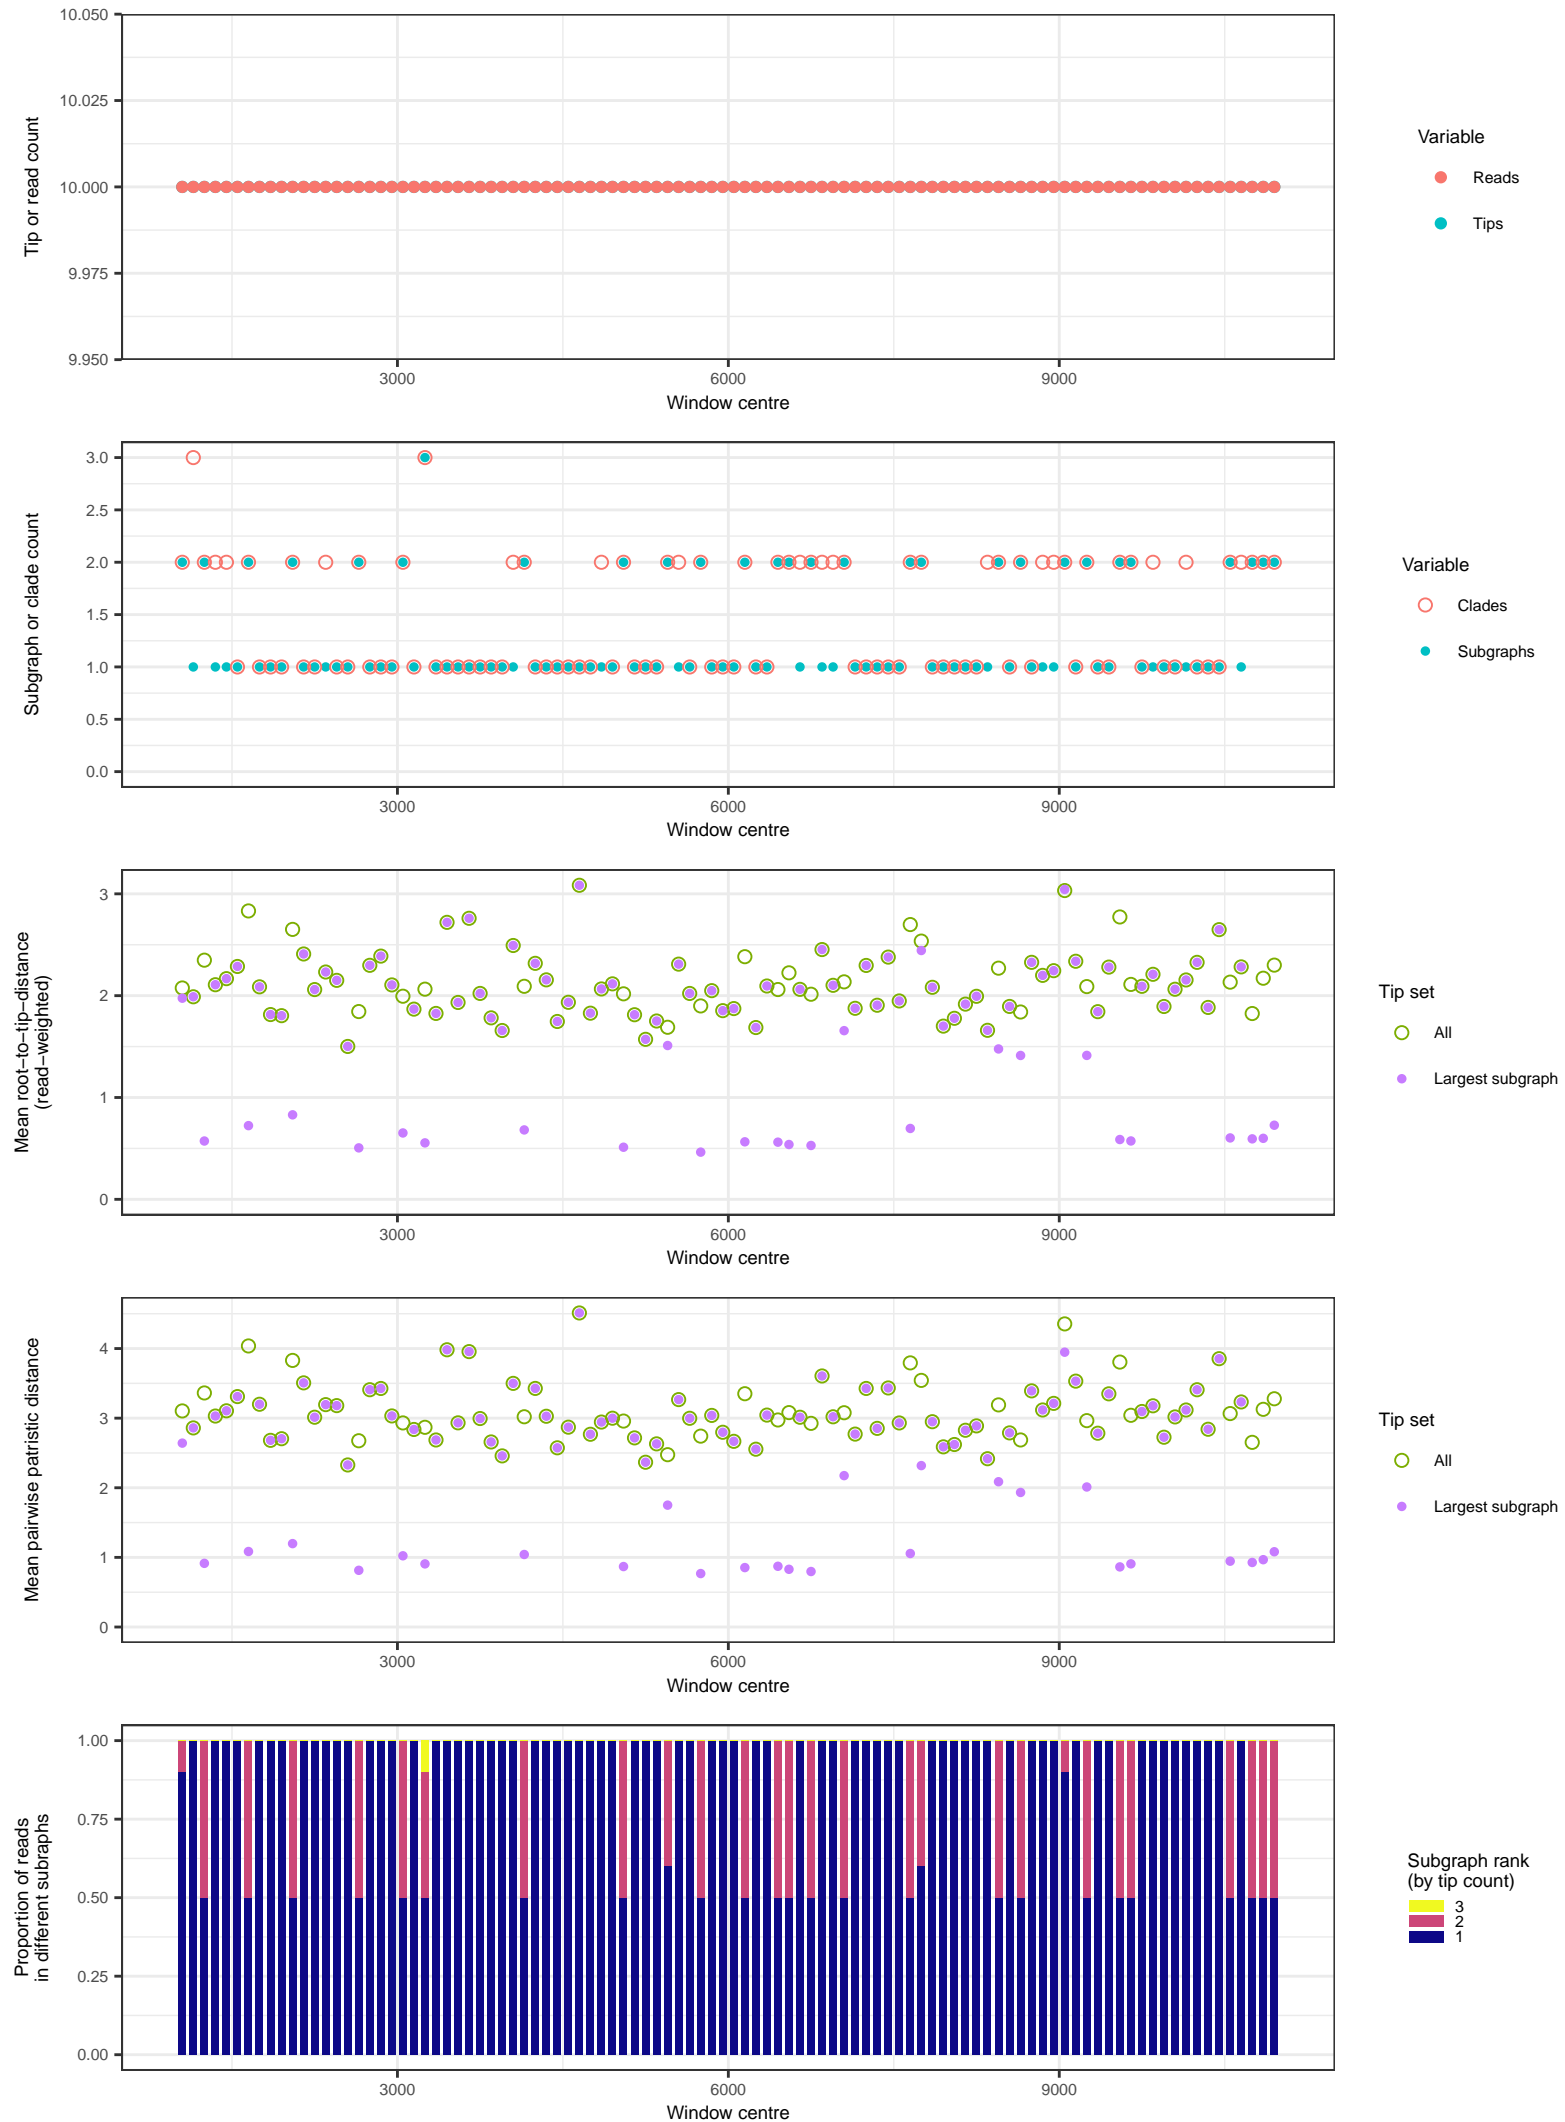 10.050
10.025
10.000
9.975
9.950
Tip or read count
3000 6000 9000
Window centre
Variable
Reads
Tips
3.0
2.5
2.0
1.5
1.0
0.5
0.0
Subgraph or clade count
3000 6000 9000
Window centre
Variable
Clades
Subgraphs
3
2
1
0
Mean root−to−tip−distance
(read−weighted)
3000 6000 9000
Window centre
Tip set
All
Largest subgraph
4
3
2
1
0
Mean pairwise patristic distance
3000 6000 9000
Window centre
Tip set
All
Largest subgraph
1.00
0.75
0.50
0.25
0.00
Proportion of reads
in different subraphs
3000 6000 9000
Window centre
Subgraph rank
(by tip count)
3
2
1